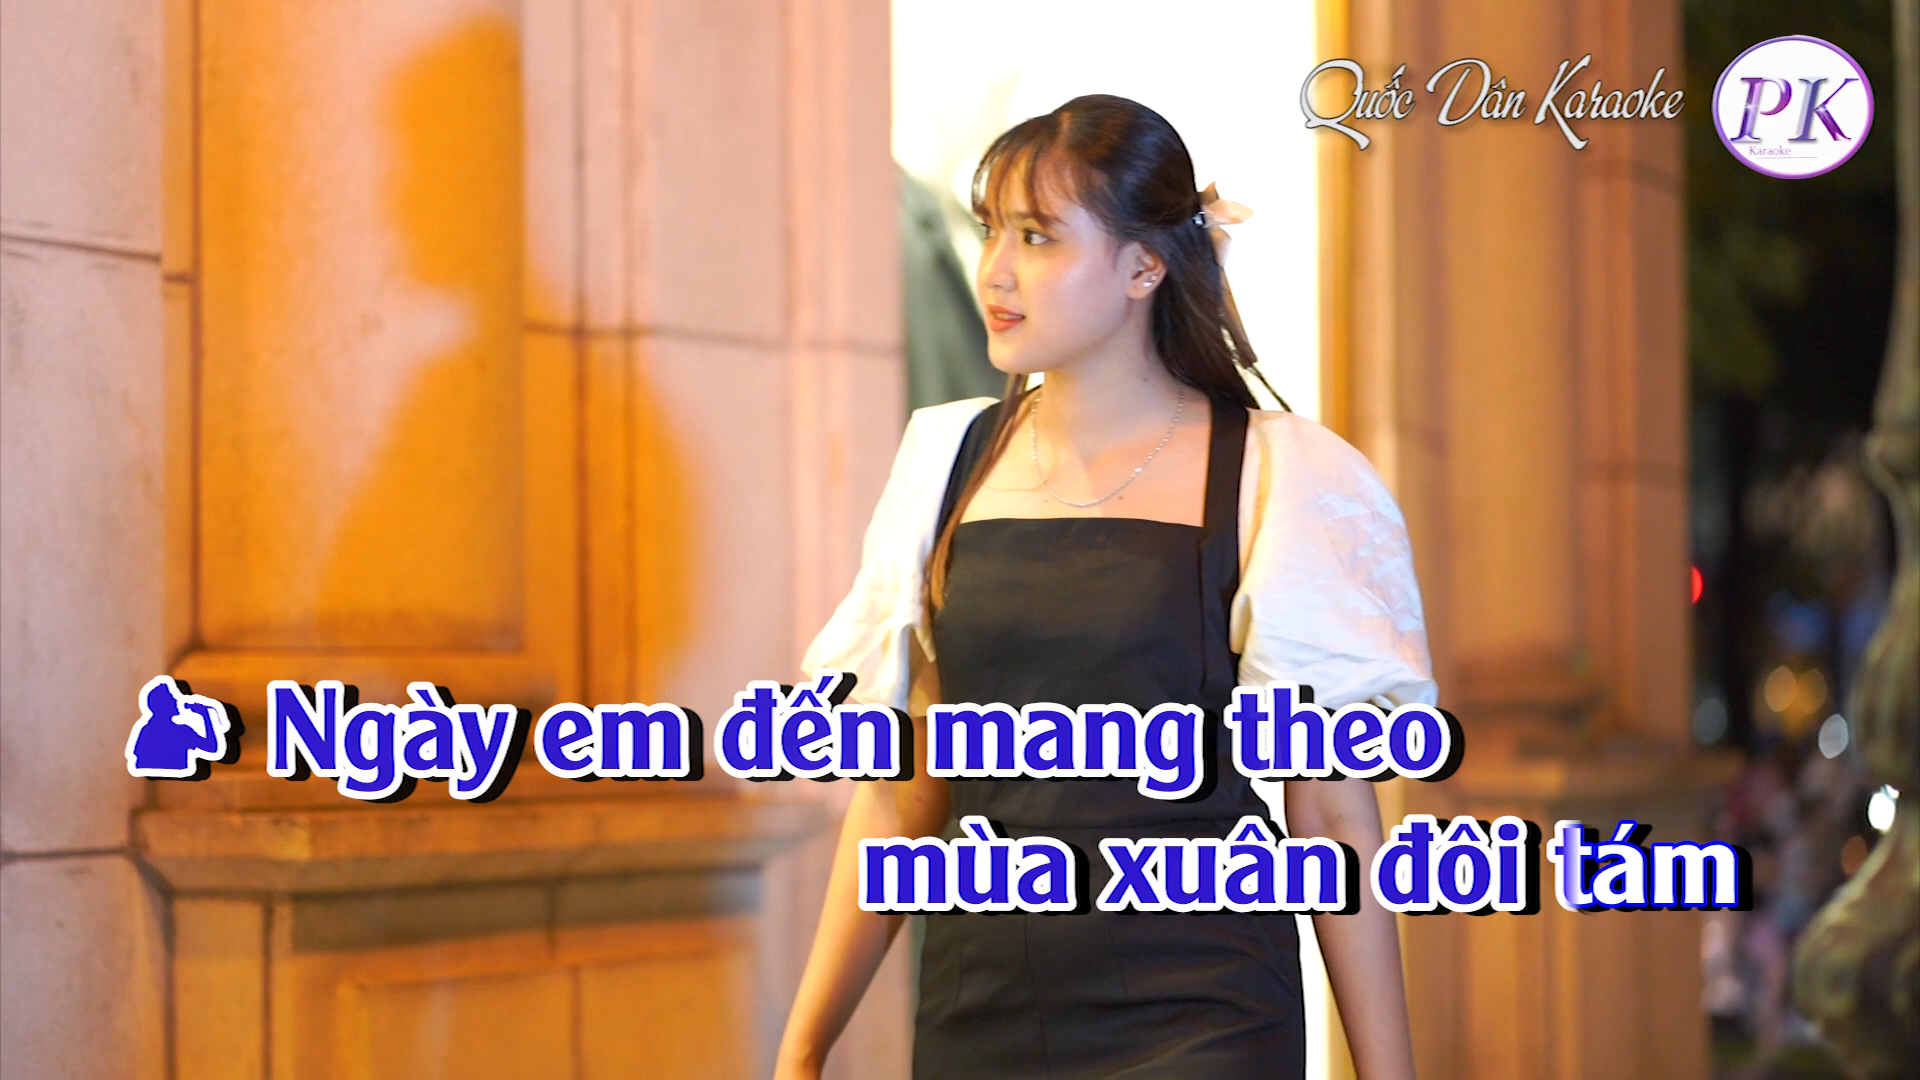 Quốc Dân Karaoke
PK
Karaoke
Ngày em đến mang theo
mùa xuân đôi tám